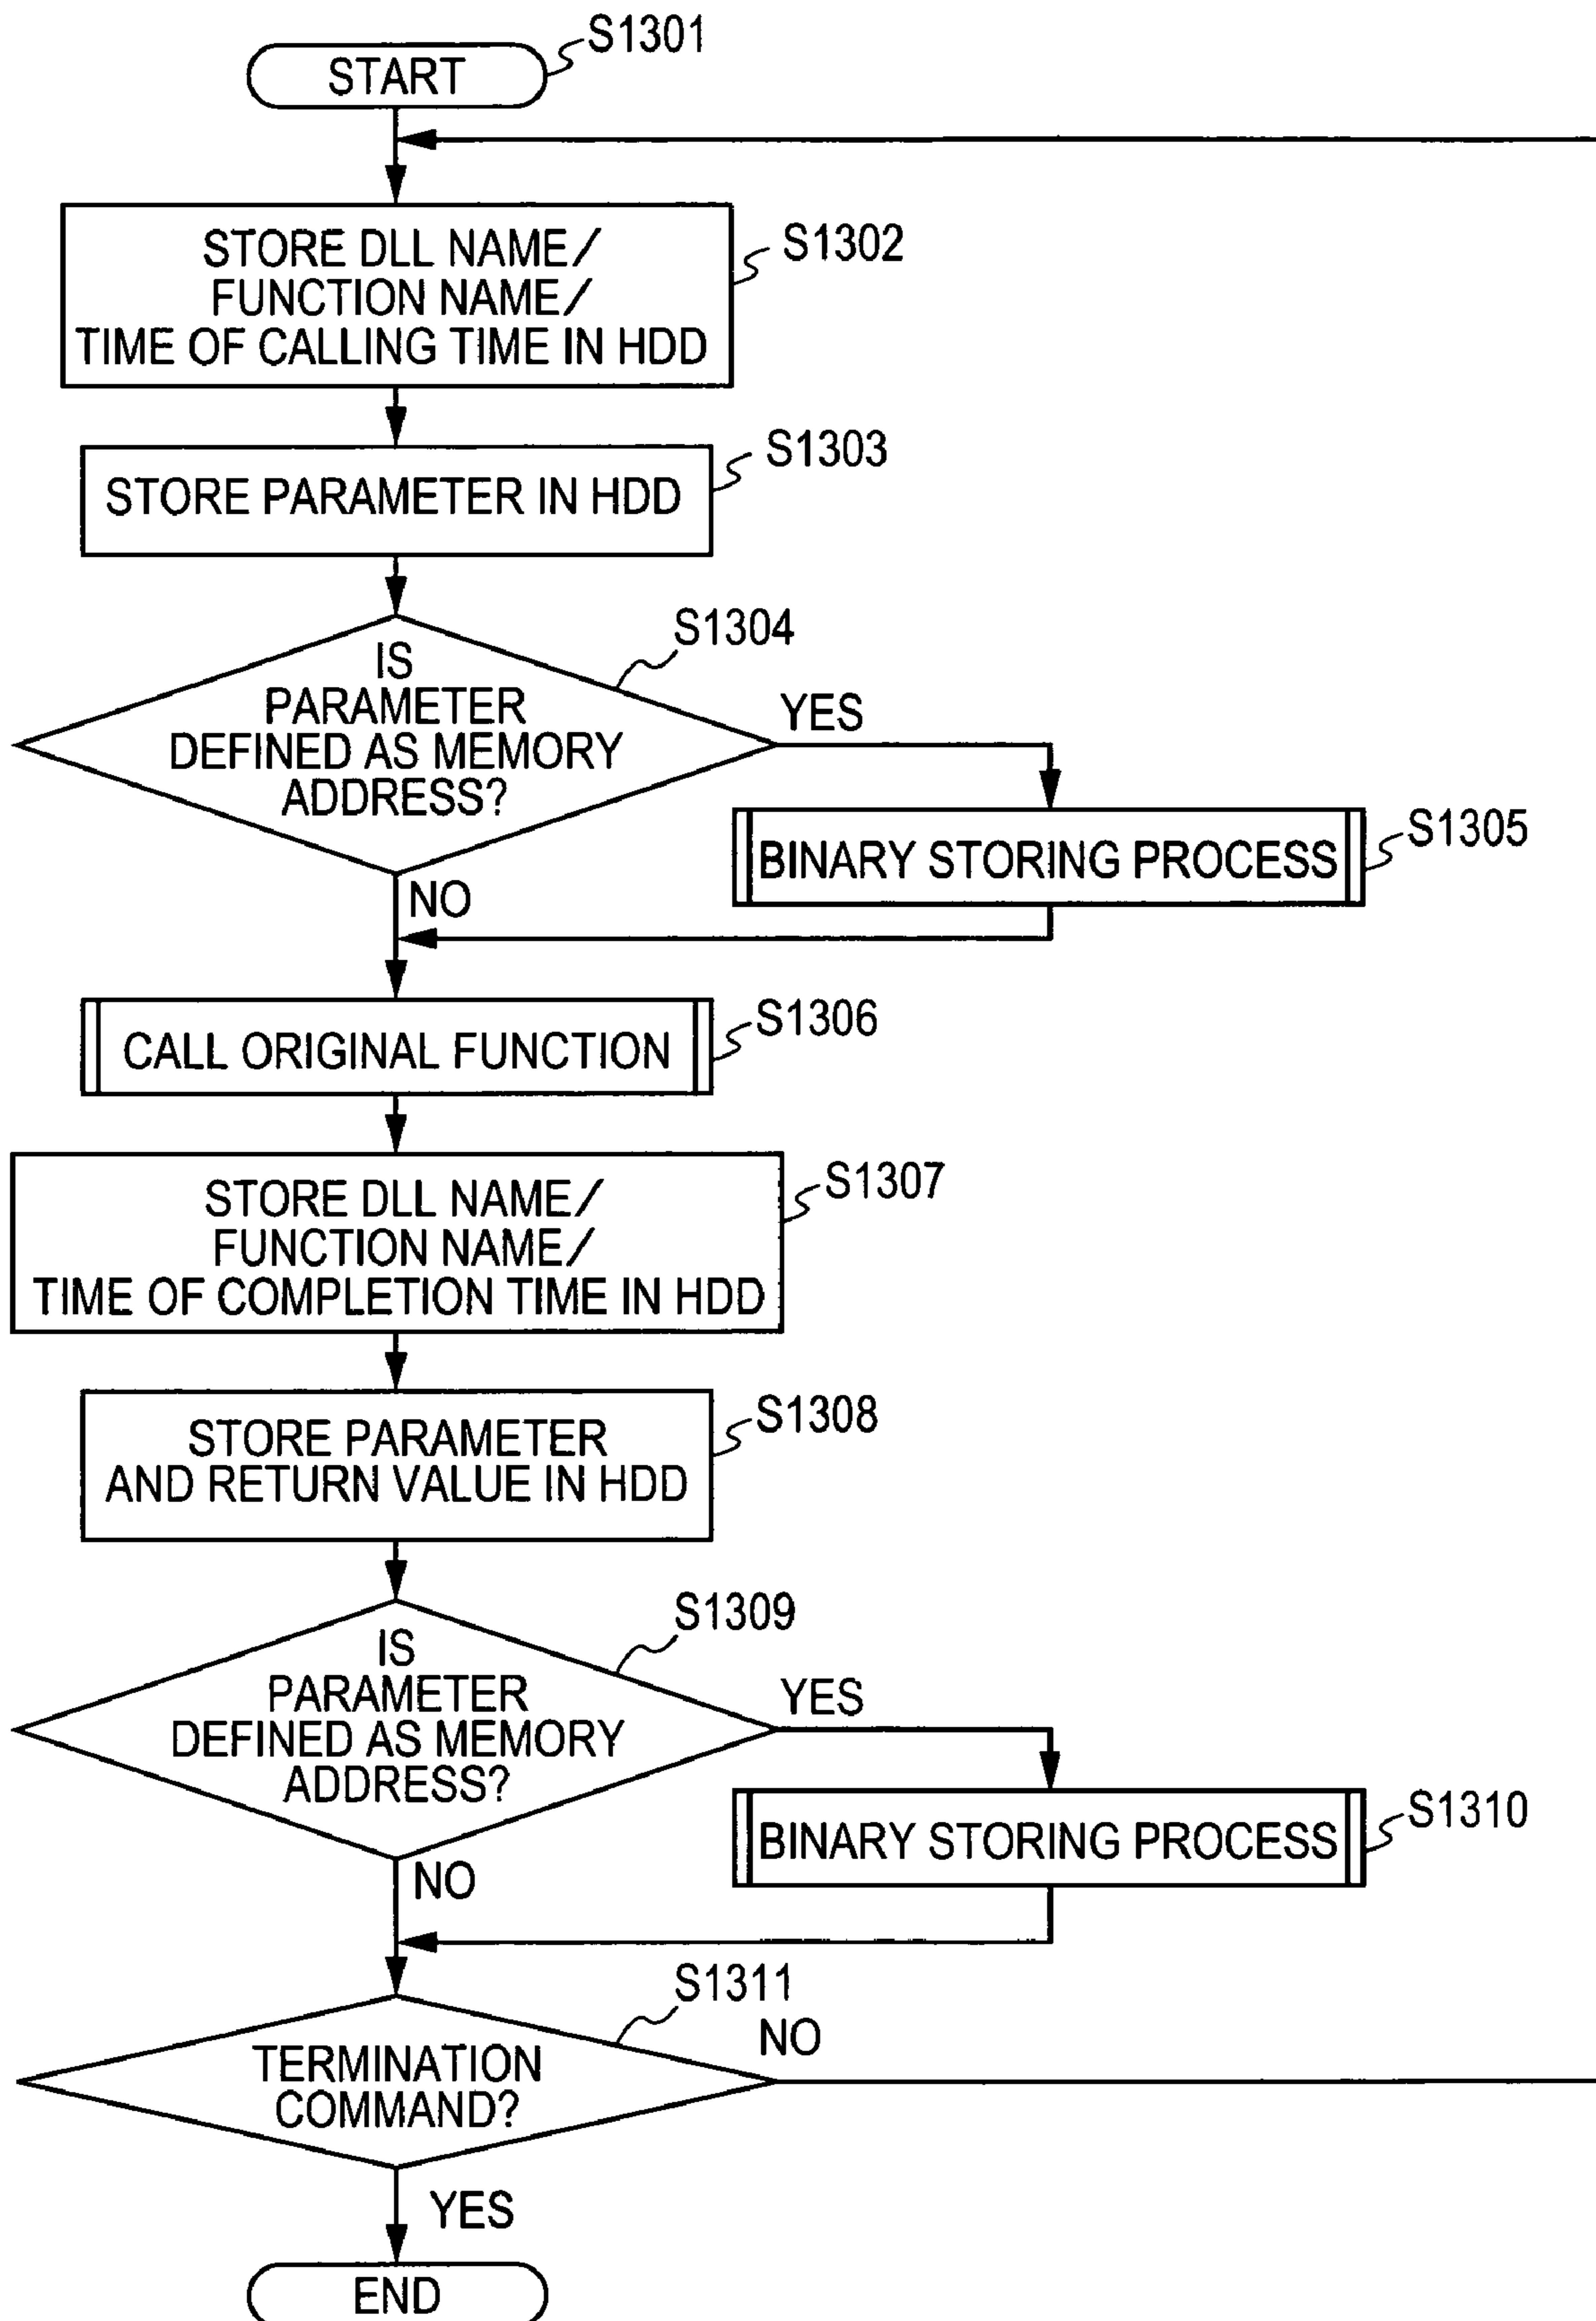 START
S1301
STORE DLL NAME/
FUNCTION NAME/
TIME OF CALLING TIME IN HDD
S1302
STORE PARAMETER IN HDD
S1303
IS
PARAMETER
DEFINED AS MEMORY
ADDRESS?
S1304
YES
BINARY STORING PROCESS
S1305
NO
CALL ORIGINAL FUNCTION
S1306
STORE DLL NAME/
FUNCTION NAME/
TIME OF COMPLETION TIME IN HDD
S1307
STORE PARAMETER
AND RETURN VALUE IN HDD
S1308
IS
PARAMETER
DEFINED AS MEMORY
ADDRESS?
S1309
YES
BINARY STORING PROCESS
S1310
NO
TERMINATION
COMMAND?
S1311
NO
YES
END